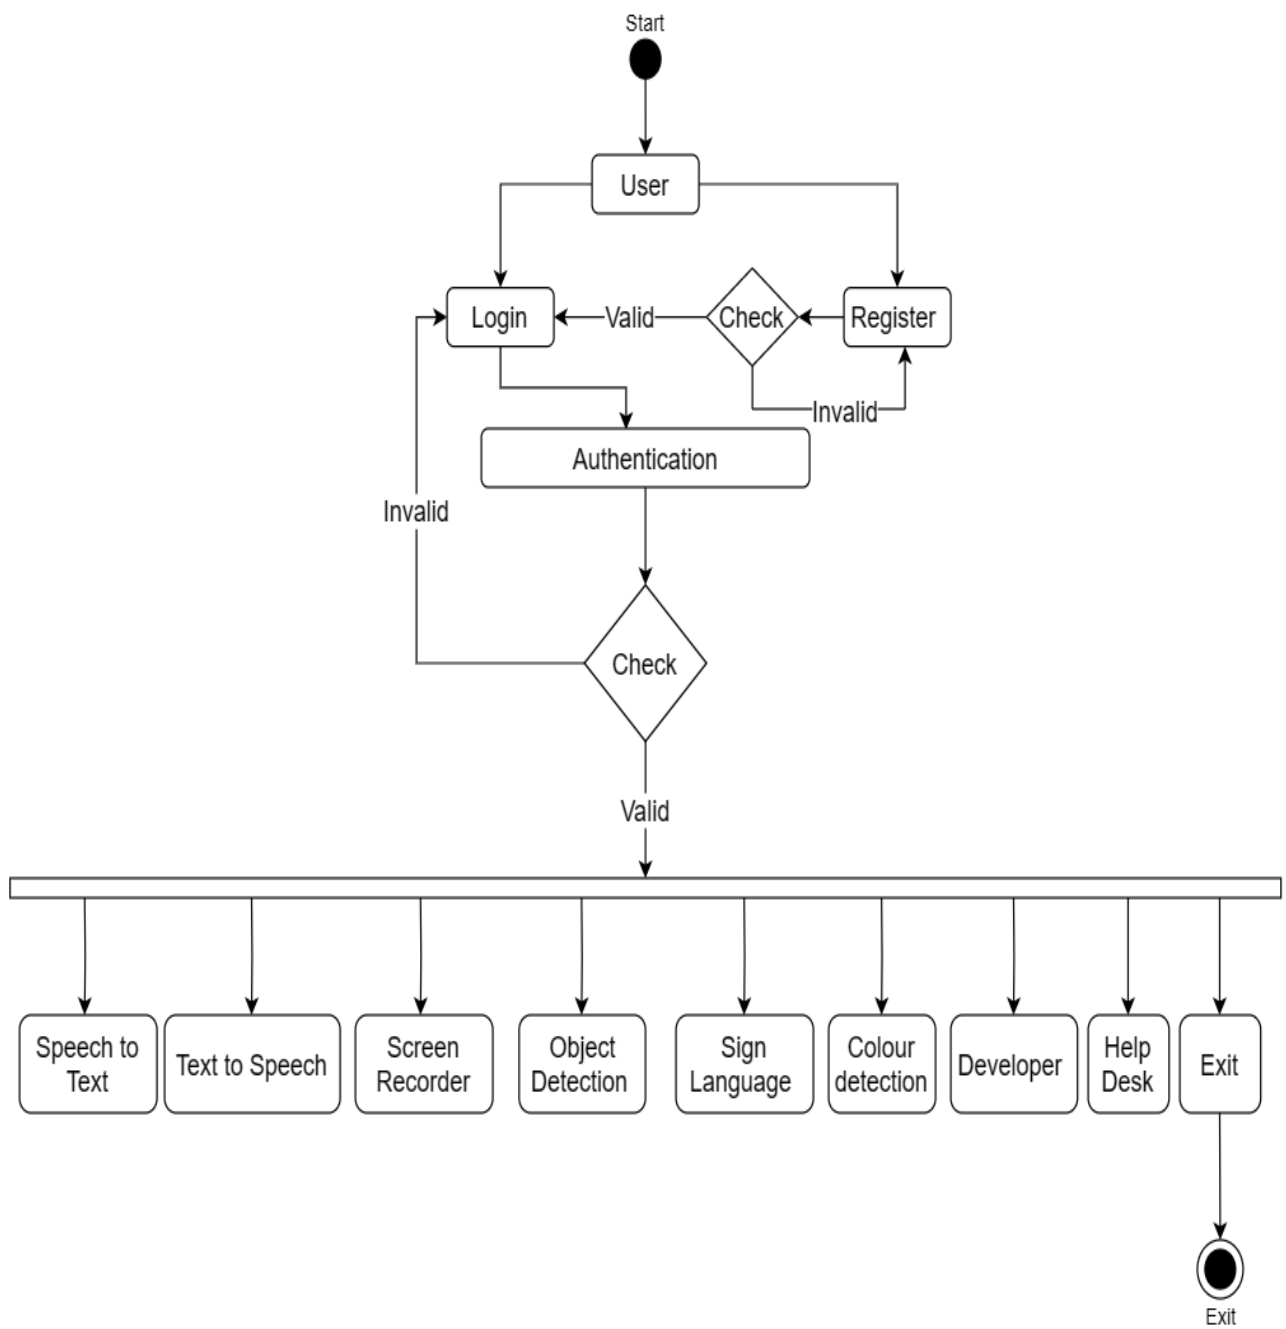 Start
User
Login
Valid
Check
Register
Invalid
Authentication
Invalid
Check
Valid
Speech to
Text
Text to Speech
Screen
Recorder
Object
Detection
Sign
Language
Colour
detection
Developer
Help
Desk
Exit
Exit